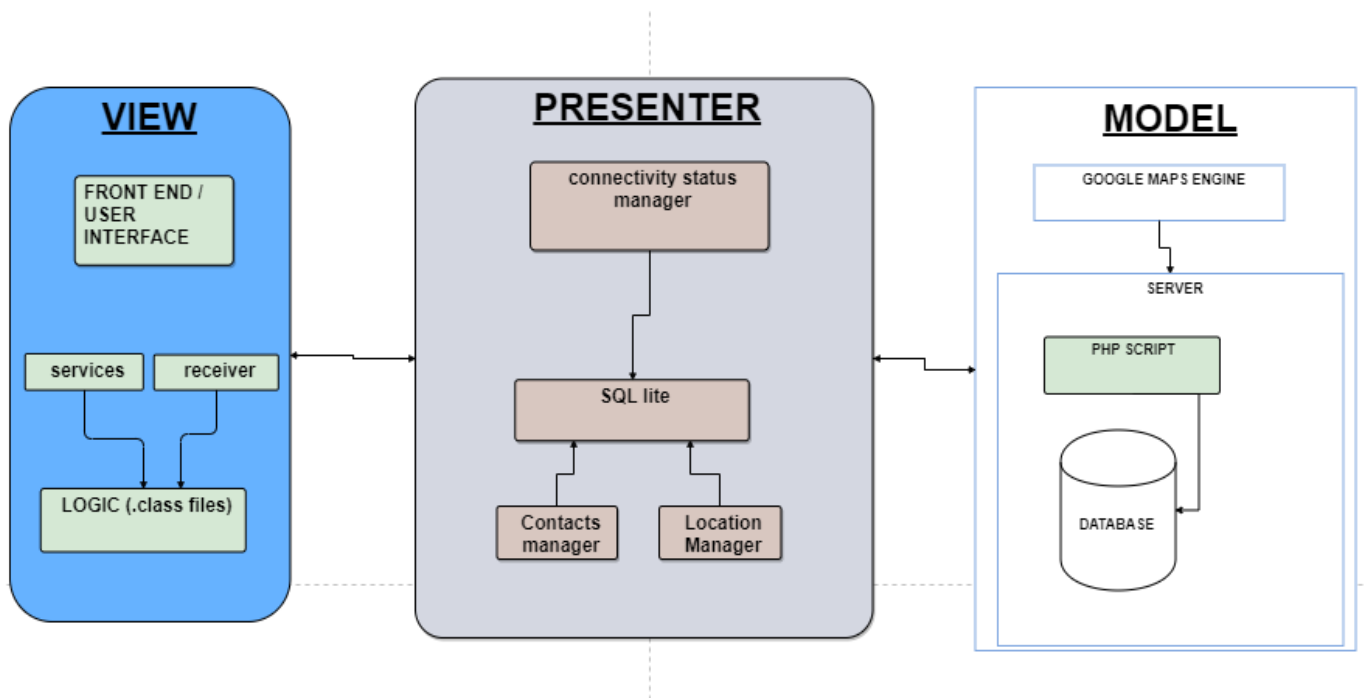 VIEW
FRONT END /
USER
INTERFACE
services
receiver
LOGIC (.class files)
PRESENTER
connectivity status
manager
SQL lite
Contacts
manager
Location
Manager
MODEL
GOOGLE MAPS ENGINE
SERVER
PHP SCRIPT
DATABASE